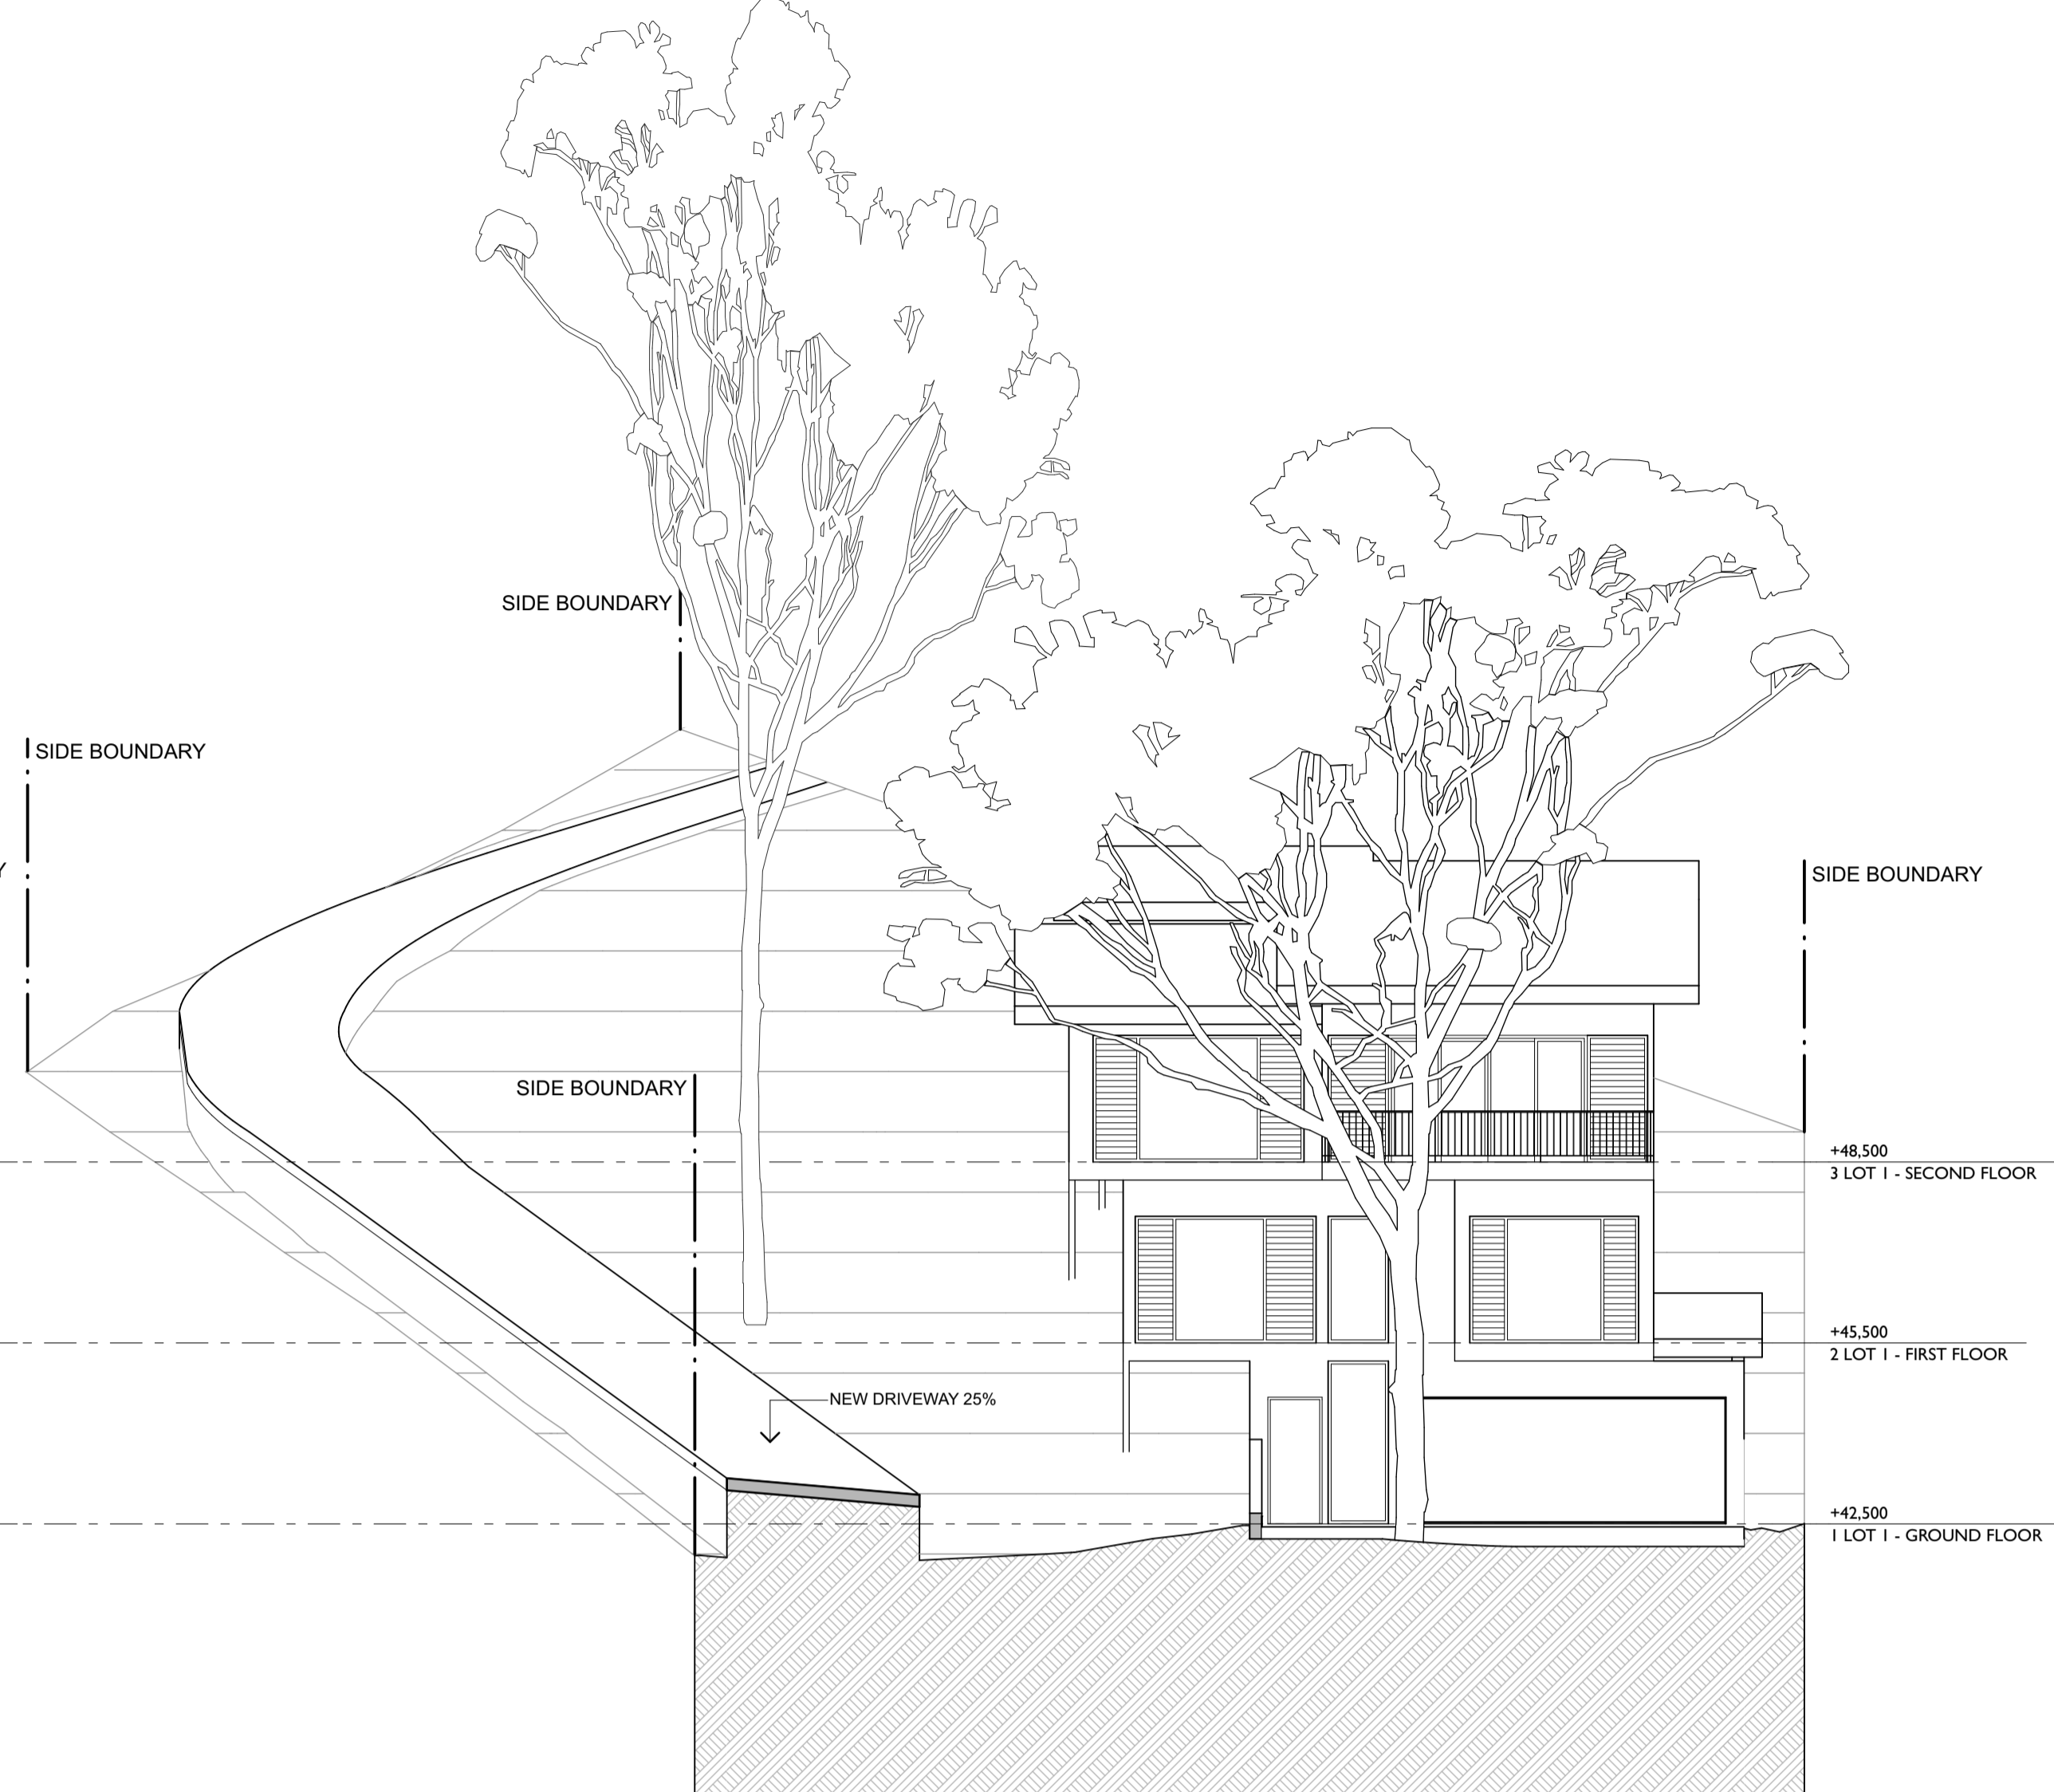 SIDE BOUNDARY
SIDE BOUNDARY
SIDE BOUNDARY
SIDE BOUNDARY
+48,500
3 LOT 1 - SECOND FLOOR
+45,500
2 LOT 1 - FIRST FLOOR
NEW DRIVEWAY 25%
+42,500
1 LOT 1 - GROUND FLOOR